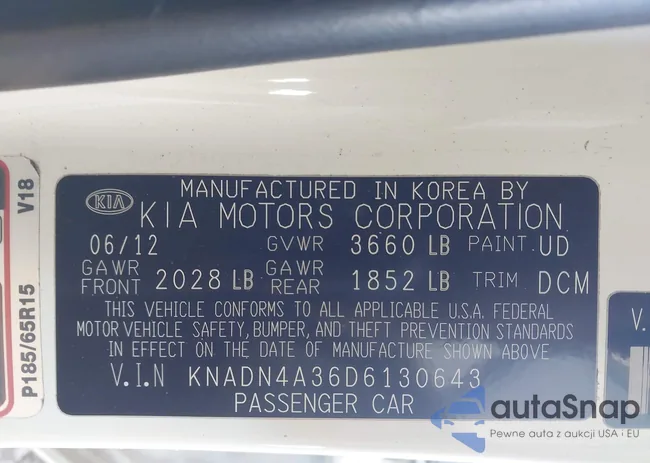 MANUFACTURED IN KOREA BY
KIA KIA MOTORS CORPORATION
06/12 GVWR 3660 LB PAINT UD
GAWR FRONT 2028 LB GAWR REAR 1852 LB TRIM DCM
THIS VEHICLE CONFORMS TO ALL APPLICABLE U.S.A. FEDERAL
MOTOR VEHICLE SAFETY, BUMPER, AND THEFT PREVENTION STANDARDS
IN EFFECT ON THE DATE OF MANUFACTURE SHOWN ABOVE
V.I.N KNADN4A36D6130643
PASSENGER CAR
P185/65R15 V18
V.
autaSnap
Pewne auta z aukcji USA i EU